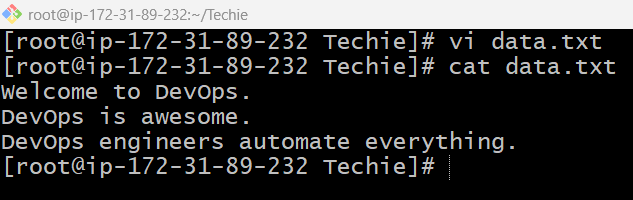 root@ip-172-31-89-232:~/Techie
[root@ip-172-31-89-232 Techie]# vi data.txt
[root@ip-172-31-89-232 Techie]# cat data.txt
Welcome to DevOps.
DevOps is awesome.
DevOps engineers automate everything.
[root@ip-172-31-89-232 Techie]#